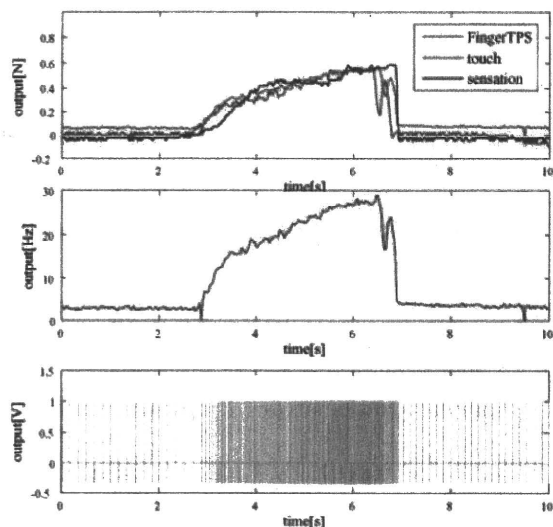 0.8
0.6
0.4
0.2
0
-0.2
output[N]
FingerTPS
touch
sensation
0 2 4 6 8 10
time[s]
30
20
10
0
output[Hz]
0 2 4 6 8 10
time[s]
1.5
1
0.5
0
-0.5
output[V]
0 2 4 6 8 10
time[s]